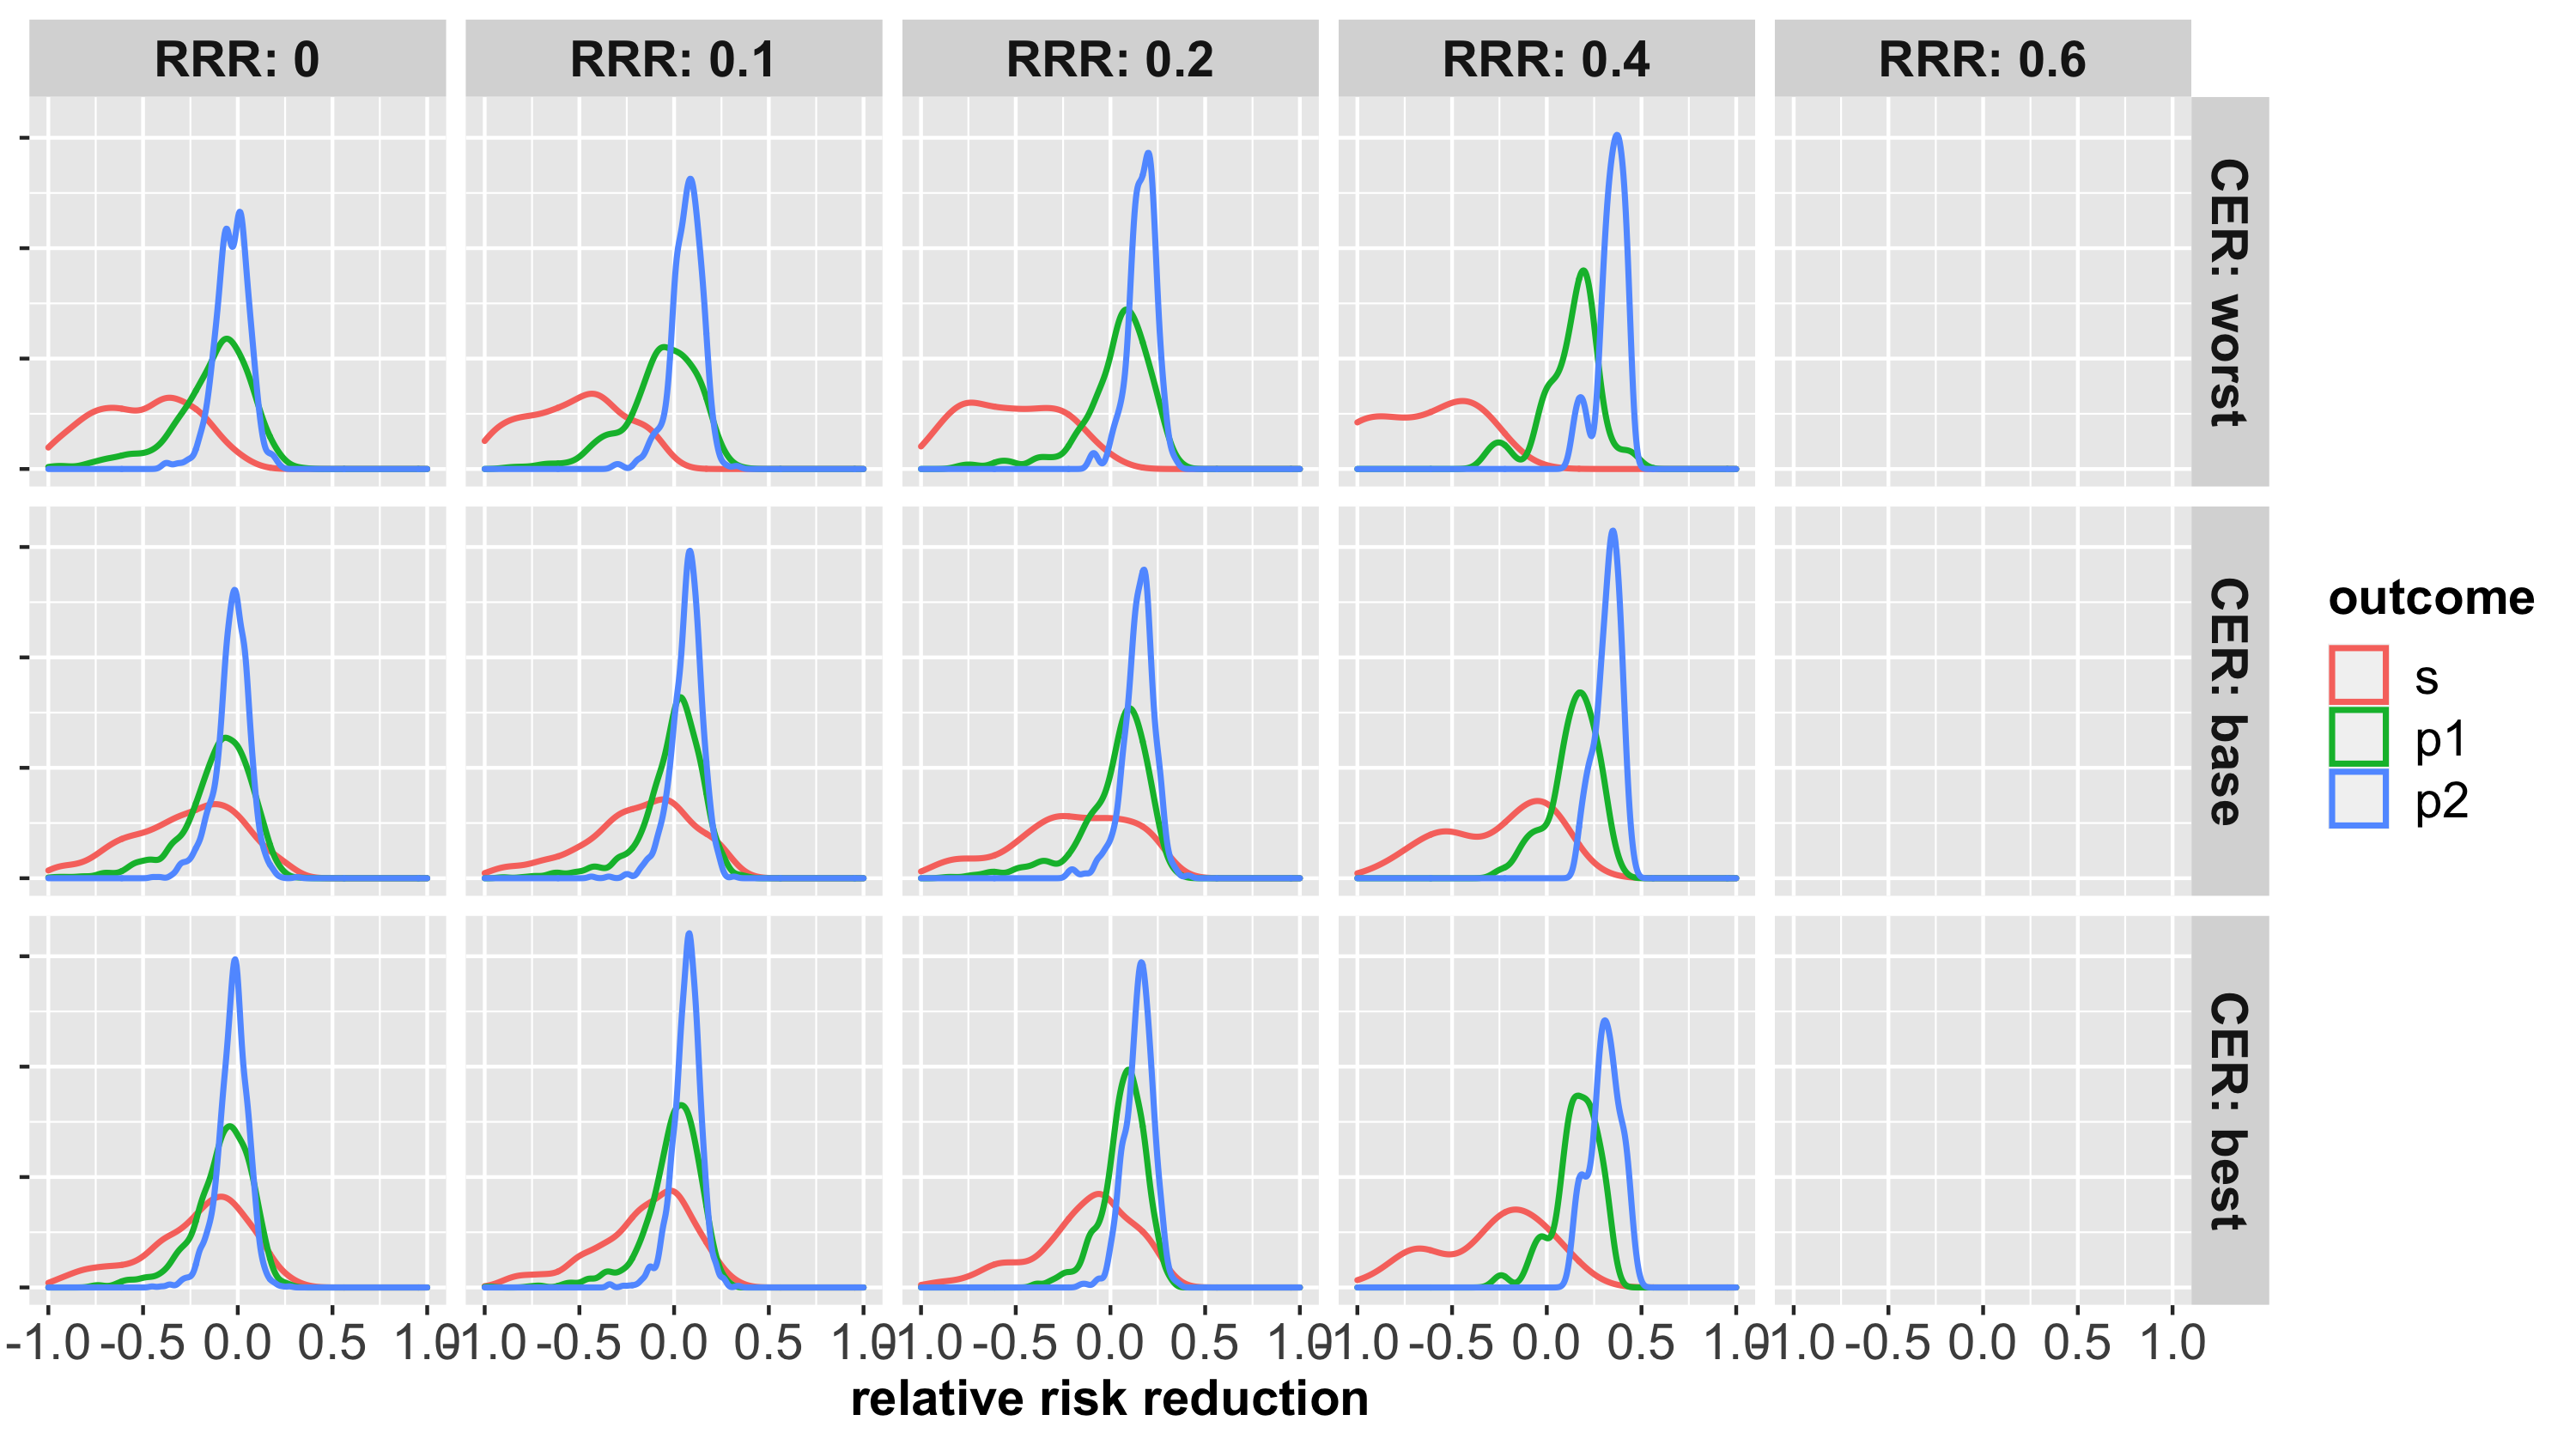 RRR: 0
RRR: 0.1
RRR: 0.2
RRR: 0.4
RRR: 0.6
CER: worst
CER: base
CER: best
outcome
s
p1
p2
-1.0 -0.5 0.0 0.5 1.0
-1.0 -0.5 0.0 0.5 1.0
-1.0 -0.5 0.0 0.5 1.0
-1.0 -0.5 0.0 0.5 1.0
-1.0 -0.5 0.0 0.5 1.0
relative risk reduction